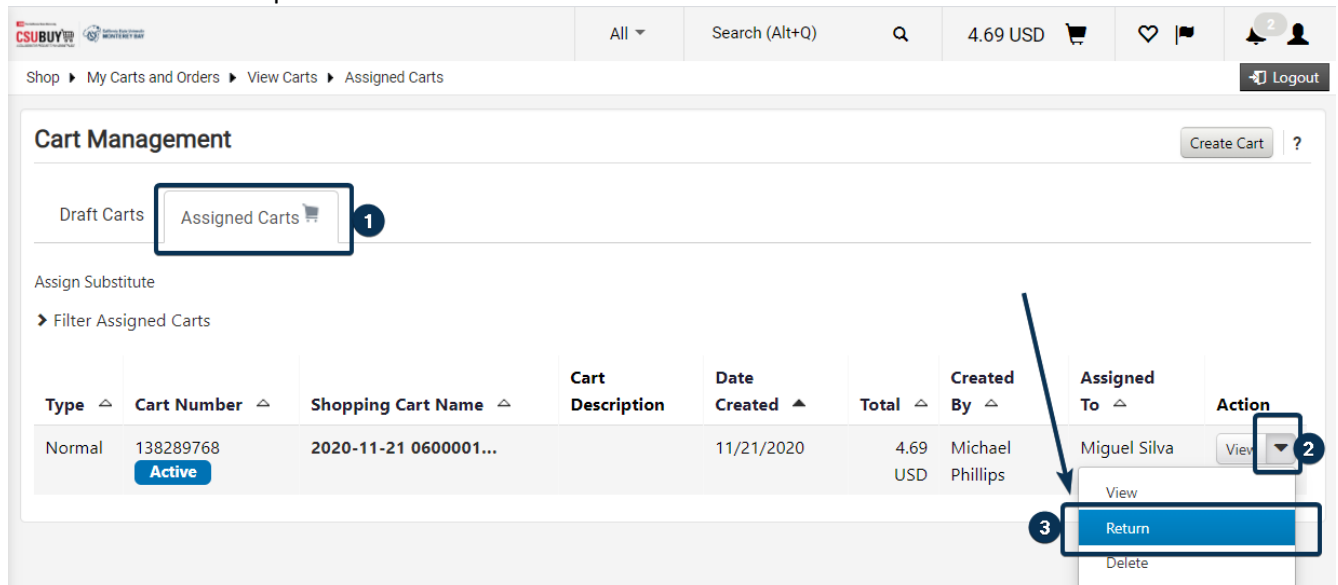 CSUBUY
MONTEREY BAY
All
Search (Alt+Q)
4.69 USD
2
Shop ▸ My Carts and Orders ▸ View Carts ▸ Assigned Carts
Logout
Cart Management
Create Cart
?
Draft Carts
Assigned Carts
1
Assign Substitute
Filter Assigned Carts
Type
Cart Number
Shopping Cart Name
Cart Description
Date Created
Total
Created By
Assigned To
Action
Normal
138289768
Active
2020-11-21 0600001...
11/21/2020
4.69
USD
Michael
Phillips
Miguel Silva
View
2
View
3
Return
Delete